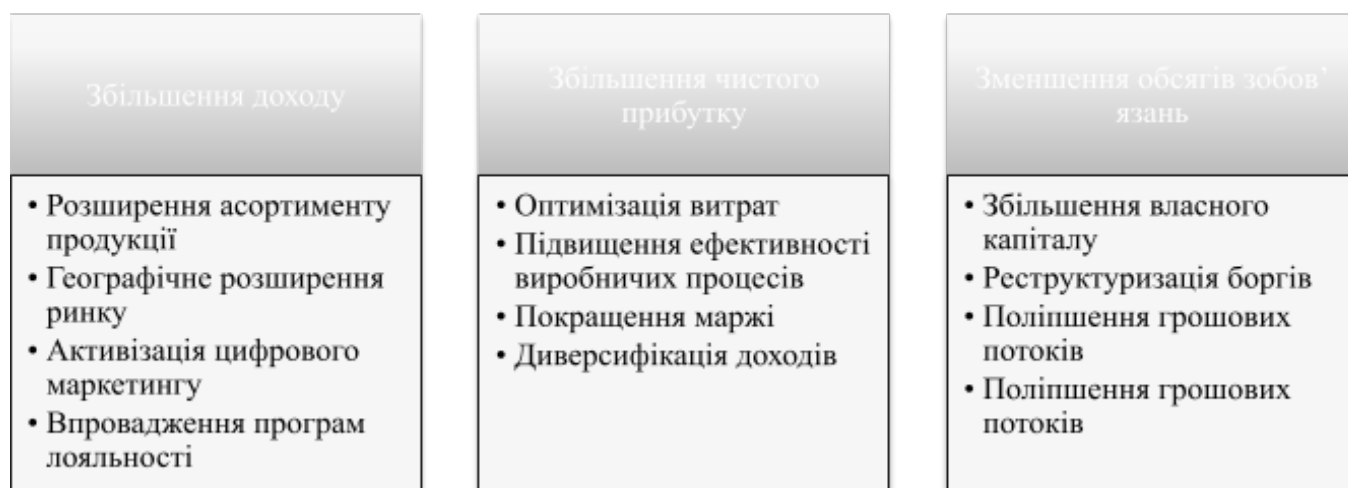 Збільшення доходу
• Розширення асортименту
продукції
• Географічне розширення
ринку
• Активізація цифрового
маркетингу
• Впровадження програм
лояльності
Збільшення чистого
прибутку
• Оптимізація витрат
• Підвищення ефективності
виробничих процесів
• Покращення маржі
• Диверсифікація доходів
Зменшення обсягів зобов’
язань
• Збільшення власного
капіталу
• Реструктуризація боргів
• Поліпшення грошових
потоків
• Поліпшення грошових
потоків